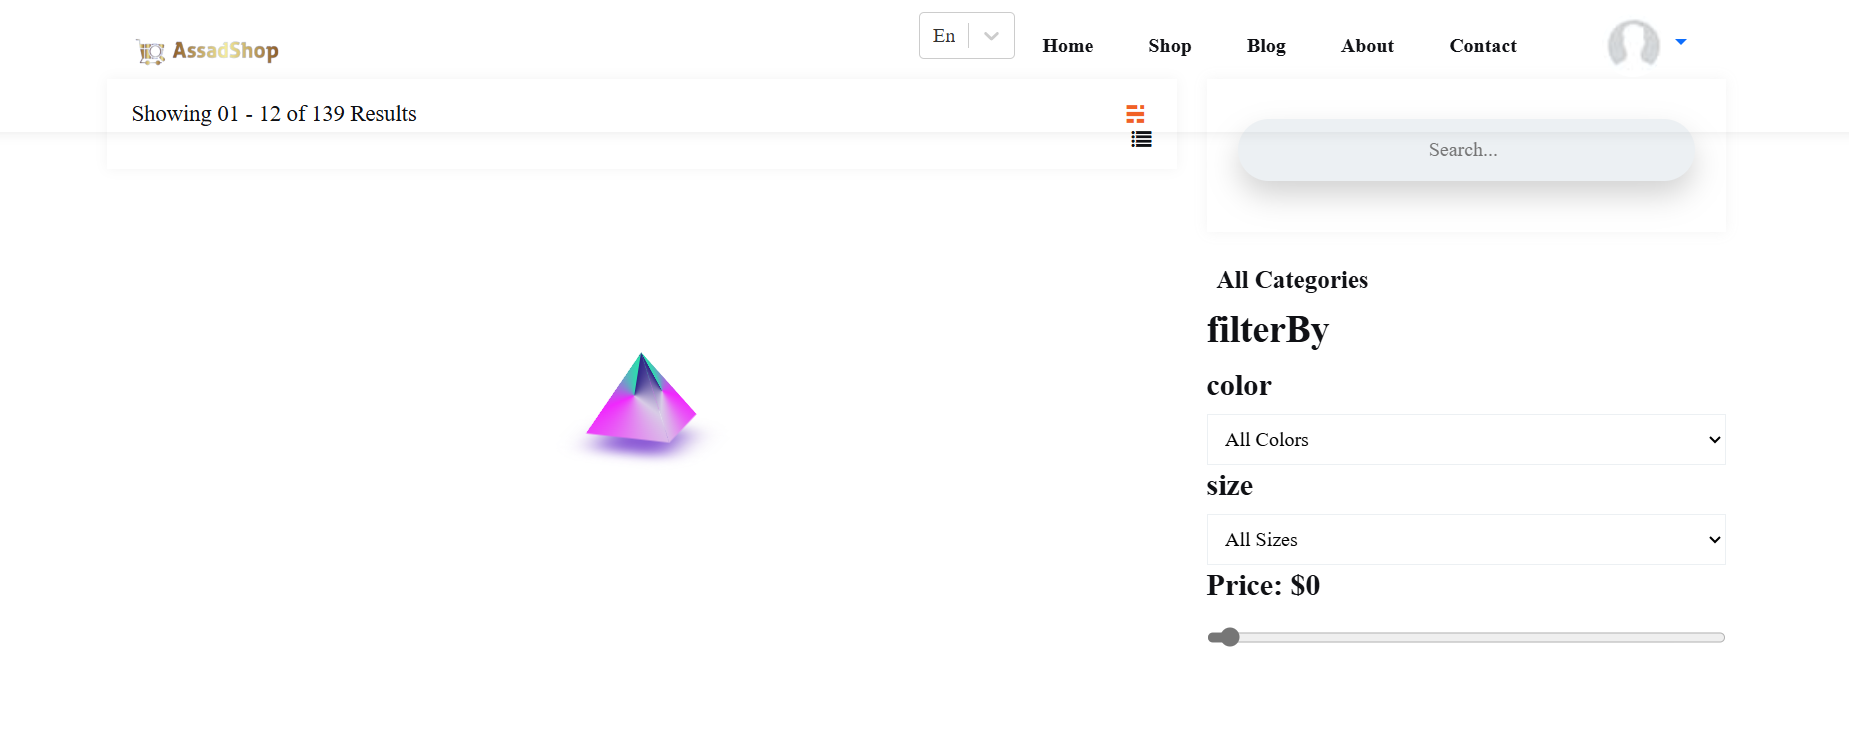 AssadShop
En
Home
Shop
Blog
About
Contact
Showing 01 - 12 of 139 Results
Search...
All Categories
filterBy
color
All Colors
size
All Sizes
Price: $0